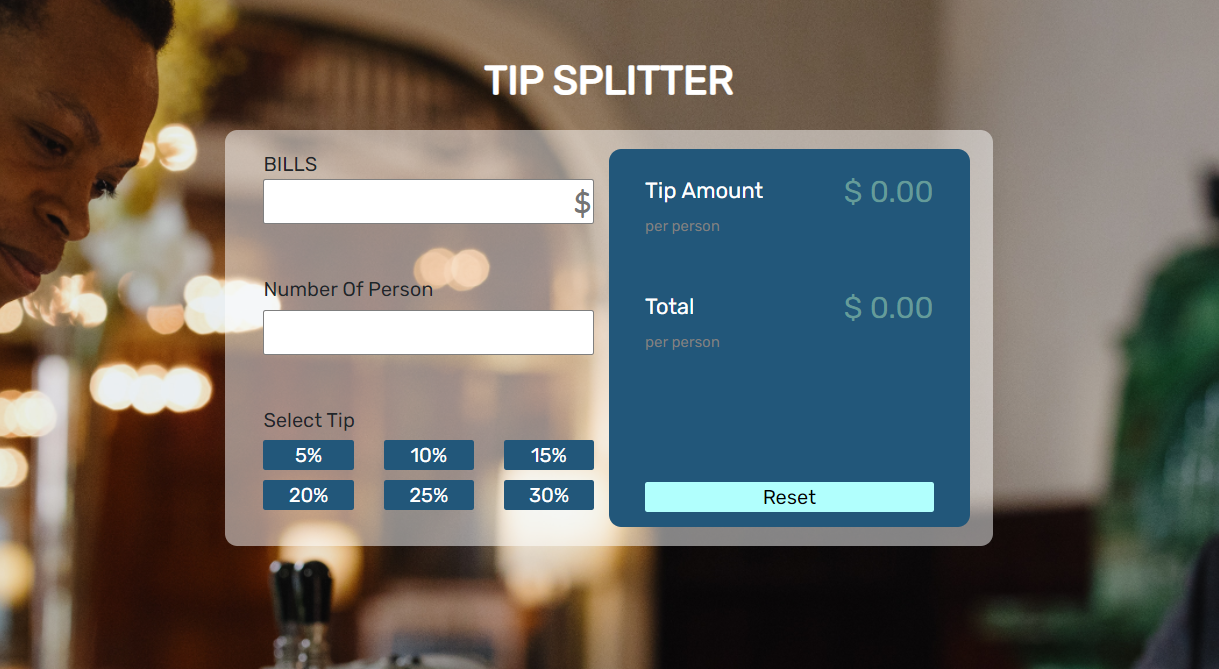 TIP SPLITTER
BILLS
$
Number Of Person
Select Tip
5% 10% 15%
20% 25% 30%
Tip Amount $ 0.00
per person
Total $ 0.00
per person
Reset